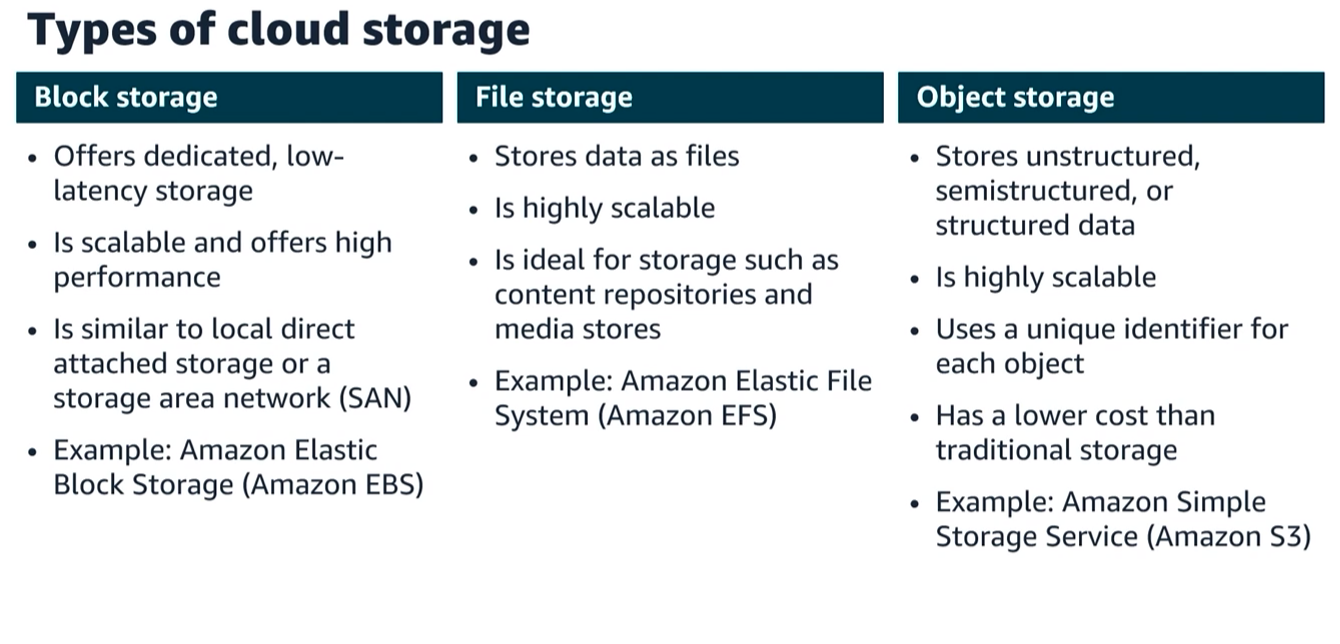 Types of cloud storage
Block storage
• Offers dedicated, low-
latency storage
• Is scalable and offers high
performance
• Is similar to local direct
attached storage or a
storage area network (SAN)
• Example: Amazon Elastic
Block Storage (Amazon EBS)
File storage
• Stores data as files
• Is highly scalable
• Is ideal for storage such as
content repositories and
media stores
• Example: Amazon Elastic File
System (Amazon EFS)
Object storage
• Stores unstructured,
semistructured, or
structured data
• Is highly scalable
• Uses a unique identifier for
each object
• Has a lower cost than
traditional storage
• Example: Amazon Simple
Storage Service (Amazon S3)